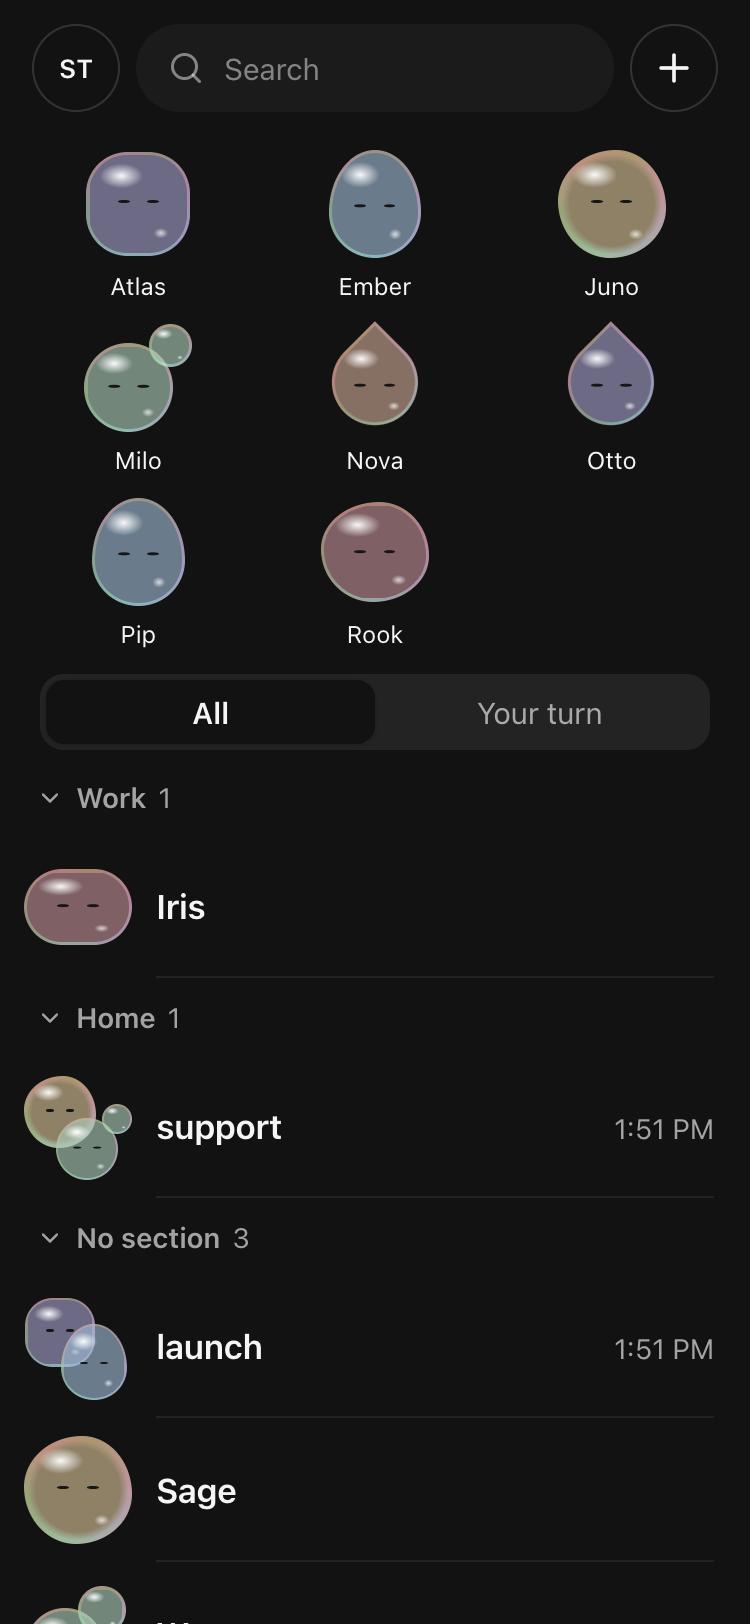 ST
Search
Atlas
Ember
Juno
Milo
Nova
Otto
Pip
Rook
All
Your turn
Work 1
Iris
Home 1
support
1:51 PM
No section 3
launch
1:51 PM
Sage